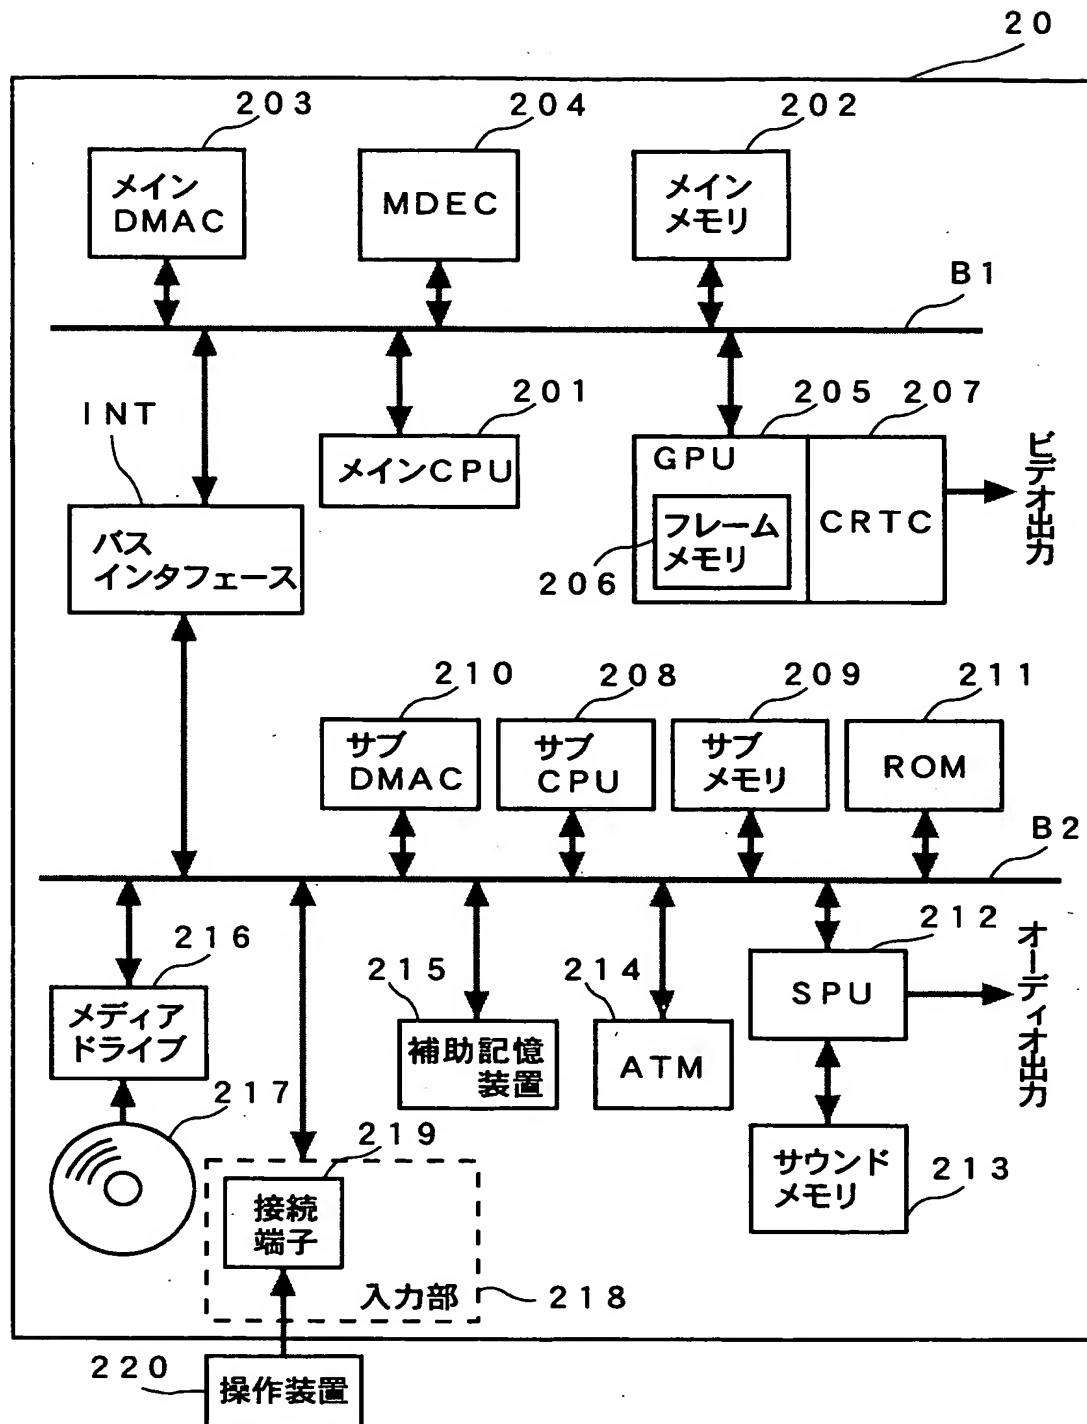 20
203
204
202
メイン
DMAC
MDEC
メイン
メモリ
B1
INT
201
205
207
メインCPU
GPU
フレーム
メモリ
CRTC
ビデオ出力
206
バス
インタフェース
210
208
209
211
サブ
DMAC
サブ
CPU
サブ
メモリ
ROM
B2
216
215
214
212
メディア
ドライブ
補助記憶
装置
ATM
SPU
オーディオ出力
217
219
接続
端子
サウンド
メモリ
213
入力部
218
220
操作装置